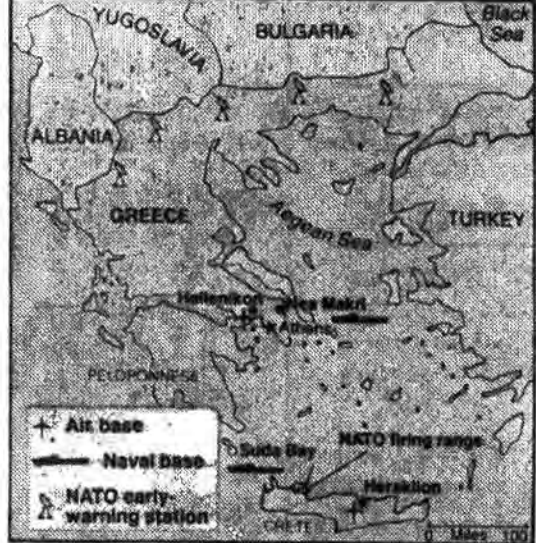 YUGOSLAVIA
BULGARIA
Black
Sea
ALBANIA
GREECE
Aegean Sea
TURKEY
Hellenikon
Nea Makri
Athens
PELOPONNESE
Air base
Naval base
NATO early-
warning station
Suda Bay
NATO firing range
Heraklion
CRETE
0 Miles 100